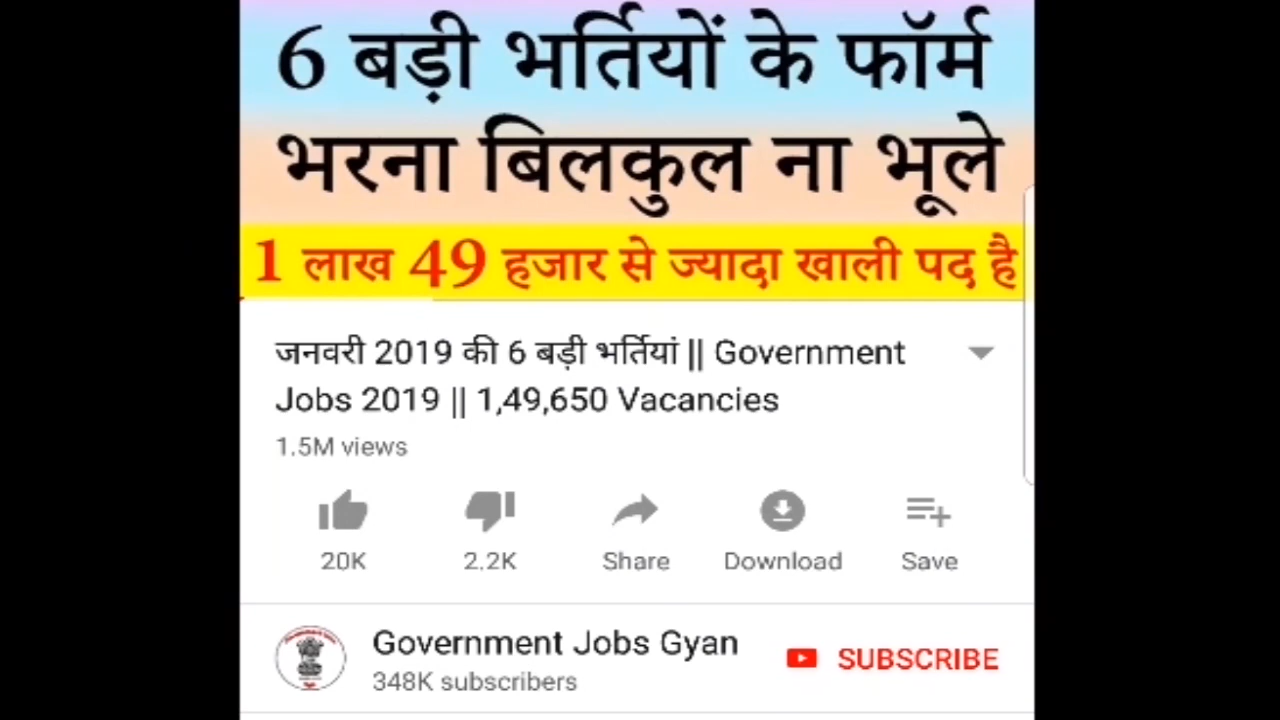 6 बड़ी भर्तियों के फॉर्म
भरना बिलकुल ना भूले
1 लाख 49 हजार से ज्यादा खाली पद है
जनवरी 2019 की 6 बड़ी भर्तियां || Government
Jobs 2019 || 1,49,650 Vacancies
1.5M views
20K 2.2K Share Download Save
Government Jobs Gyan
348K subscribers
SUBSCRIBE